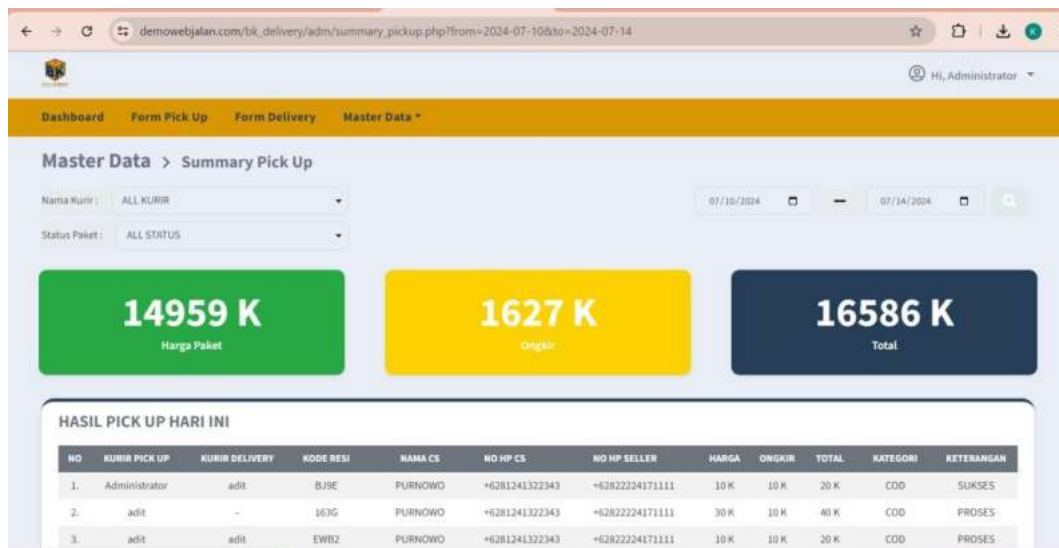 demowebjalan.com/bk_delivery/adm/summary_pickup.php?from=2024-07-10&to=2024-07-14
K
BK
Hi, Administrator
Dashboard Form Pick Up Form Delivery Master Data
Master Data > Summary Pick Up
Nama Kurir : ALL KURIR 07/10/2024 — 07/14/2024
Status Paket : ALL STATUS
14959 K 1627 K 16586 K
Harga Paket Ongkir Total
HASIL PICK UP HARI INI
NO KURIR PICK UP KURIR DELIVERY KODE RESI NAMA CS NO HP CS NO HP SELLER HARGA ONGKIR TOTAL KATEGORI KETERANGAN
1. Administrator adit BJ9E PURNOWO +6281241322343 +62822224171111 10 K 10 K 20 K COD SUKSES
2. adit - 163G PURNOWO +6281241322343 +62822224171111 30 K 10 K 40 K COD PROSES
3. adit adit EWB2 PURNOWO +6281241322343 +62822224171111 10 K 10 K 20 K COD PROSES